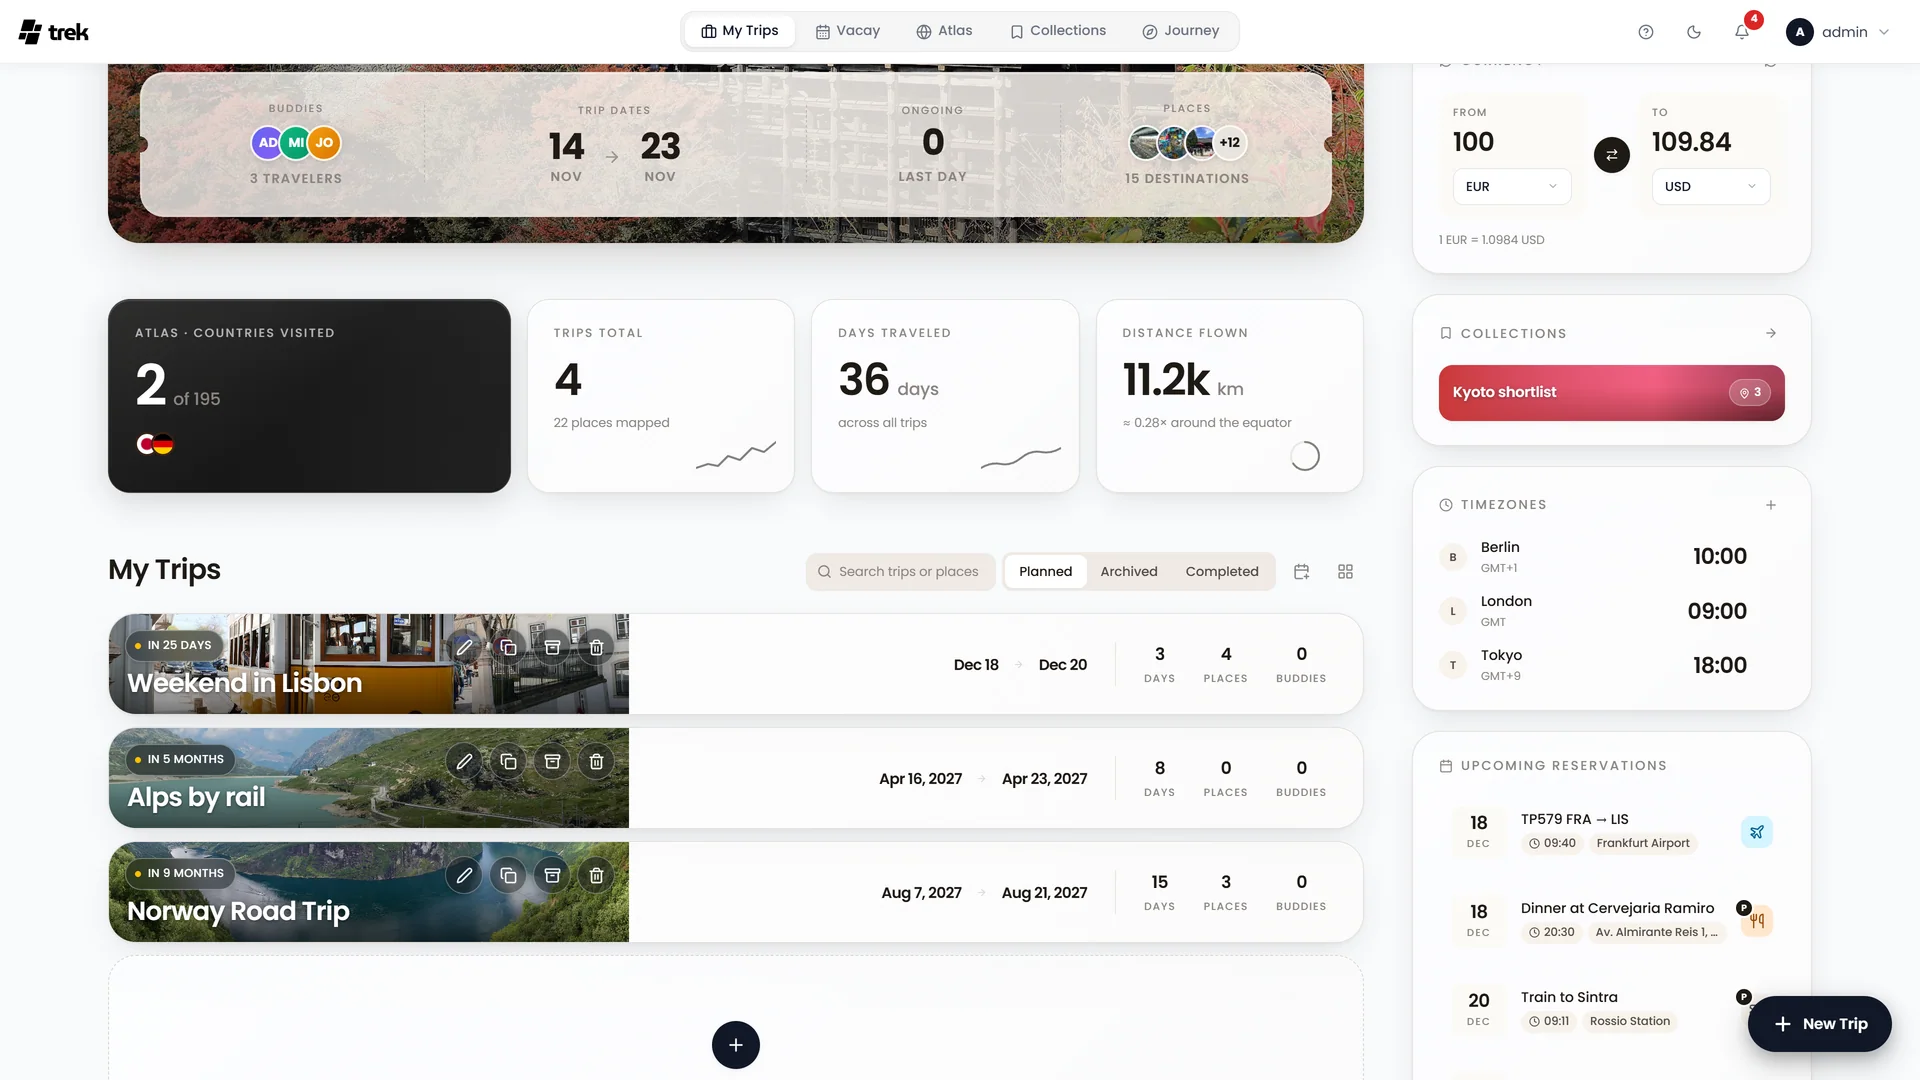 trek
My Trips
Vacay
Atlas
Collections
Journey
4
A
admin
BUDDIES
AD
MI
JO
3 TRAVELERS
TRIP DATES
14
NOV
23
NOV
ONGOING
0
LAST DAY
PLACES
+12
15 DESTINATIONS
FROM
100
EUR
TO
109.84
USD
1 EUR = 1.0984 USD
ATLAS · COUNTRIES VISITED
2 of 195
TRIPS TOTAL
4
22 places mapped
DAYS TRAVELED
36 days
across all trips
DISTANCE FLOWN
11.2k km
≈ 0.28× around the equator
COLLECTIONS
Kyoto shortlist
3
TIMEZONES
B
Berlin
GMT+1
10:00
L
London
GMT
09:00
T
Tokyo
GMT+9
18:00
My Trips
Search trips or places
Planned
Archived
Completed
IN 25 DAYS
Weekend in Lisbon
Dec 18
Dec 20
3
DAYS
4
PLACES
0
BUDDIES
IN 5 MONTHS
Alps by rail
Apr 16, 2027
Apr 23, 2027
8
DAYS
0
PLACES
0
BUDDIES
IN 9 MONTHS
Norway Road Trip
Aug 7, 2027
Aug 21, 2027
15
DAYS
3
PLACES
0
BUDDIES
UPCOMING RESERVATIONS
18
DEC
TP579 FRA → LIS
09:40
Frankfurt Airport
18
DEC
Dinner at Cervejaria Ramiro
20:30
Av. Almirante Reis 1, ...
P
20
DEC
Train to Sintra
09:11
Rossio Station
P
New Trip